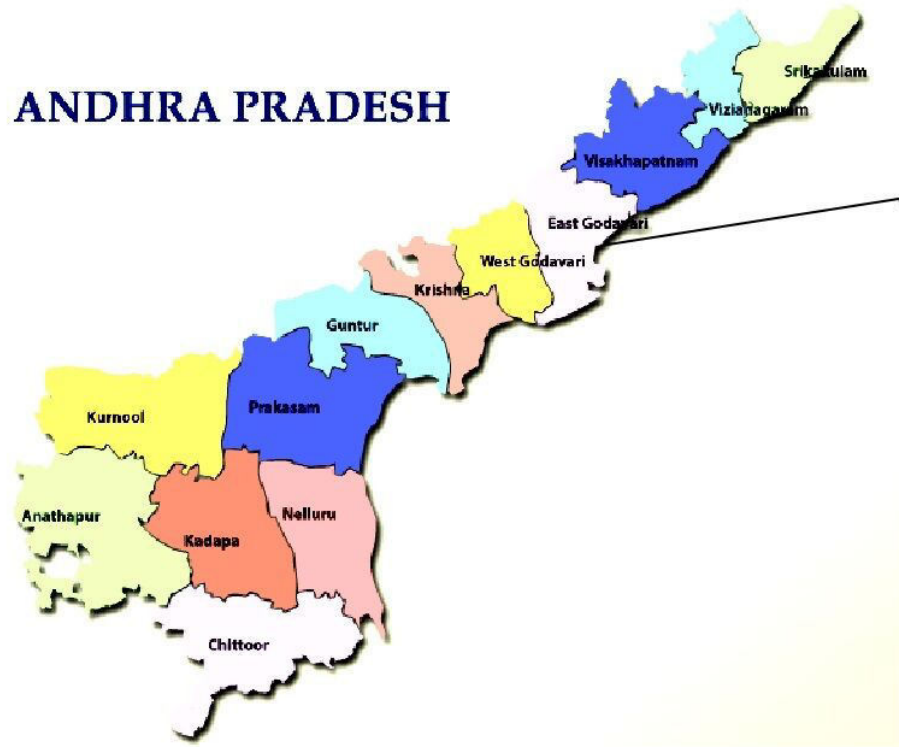 ANDHRA PRADESH
Srikakulam
Vizianagaram
Visakhapatnam
East Godavari
West Godavari
Krishna
Guntur
Prakasam
Kurnool
Anathapur
Nelluru
Kadapa
Chittoor